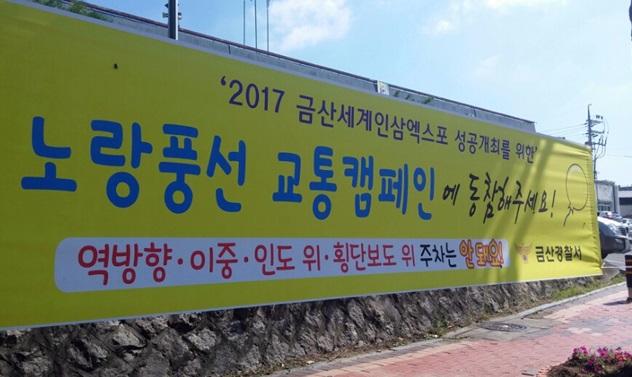 '2017 금산세계인삼엑스포 성공개최를 위한'
노랑풍선 교통캠페인에 동참해주세요!
역방향·이중·인도 위·횡단보도 위 주차는 안 돼요!
금산경찰서